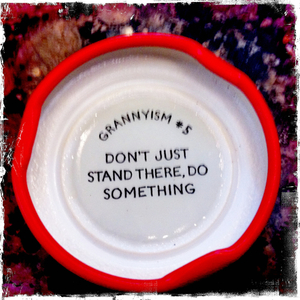 GRANNYISM #5
DON'T JUST
STAND THERE, DO
SOMETHING